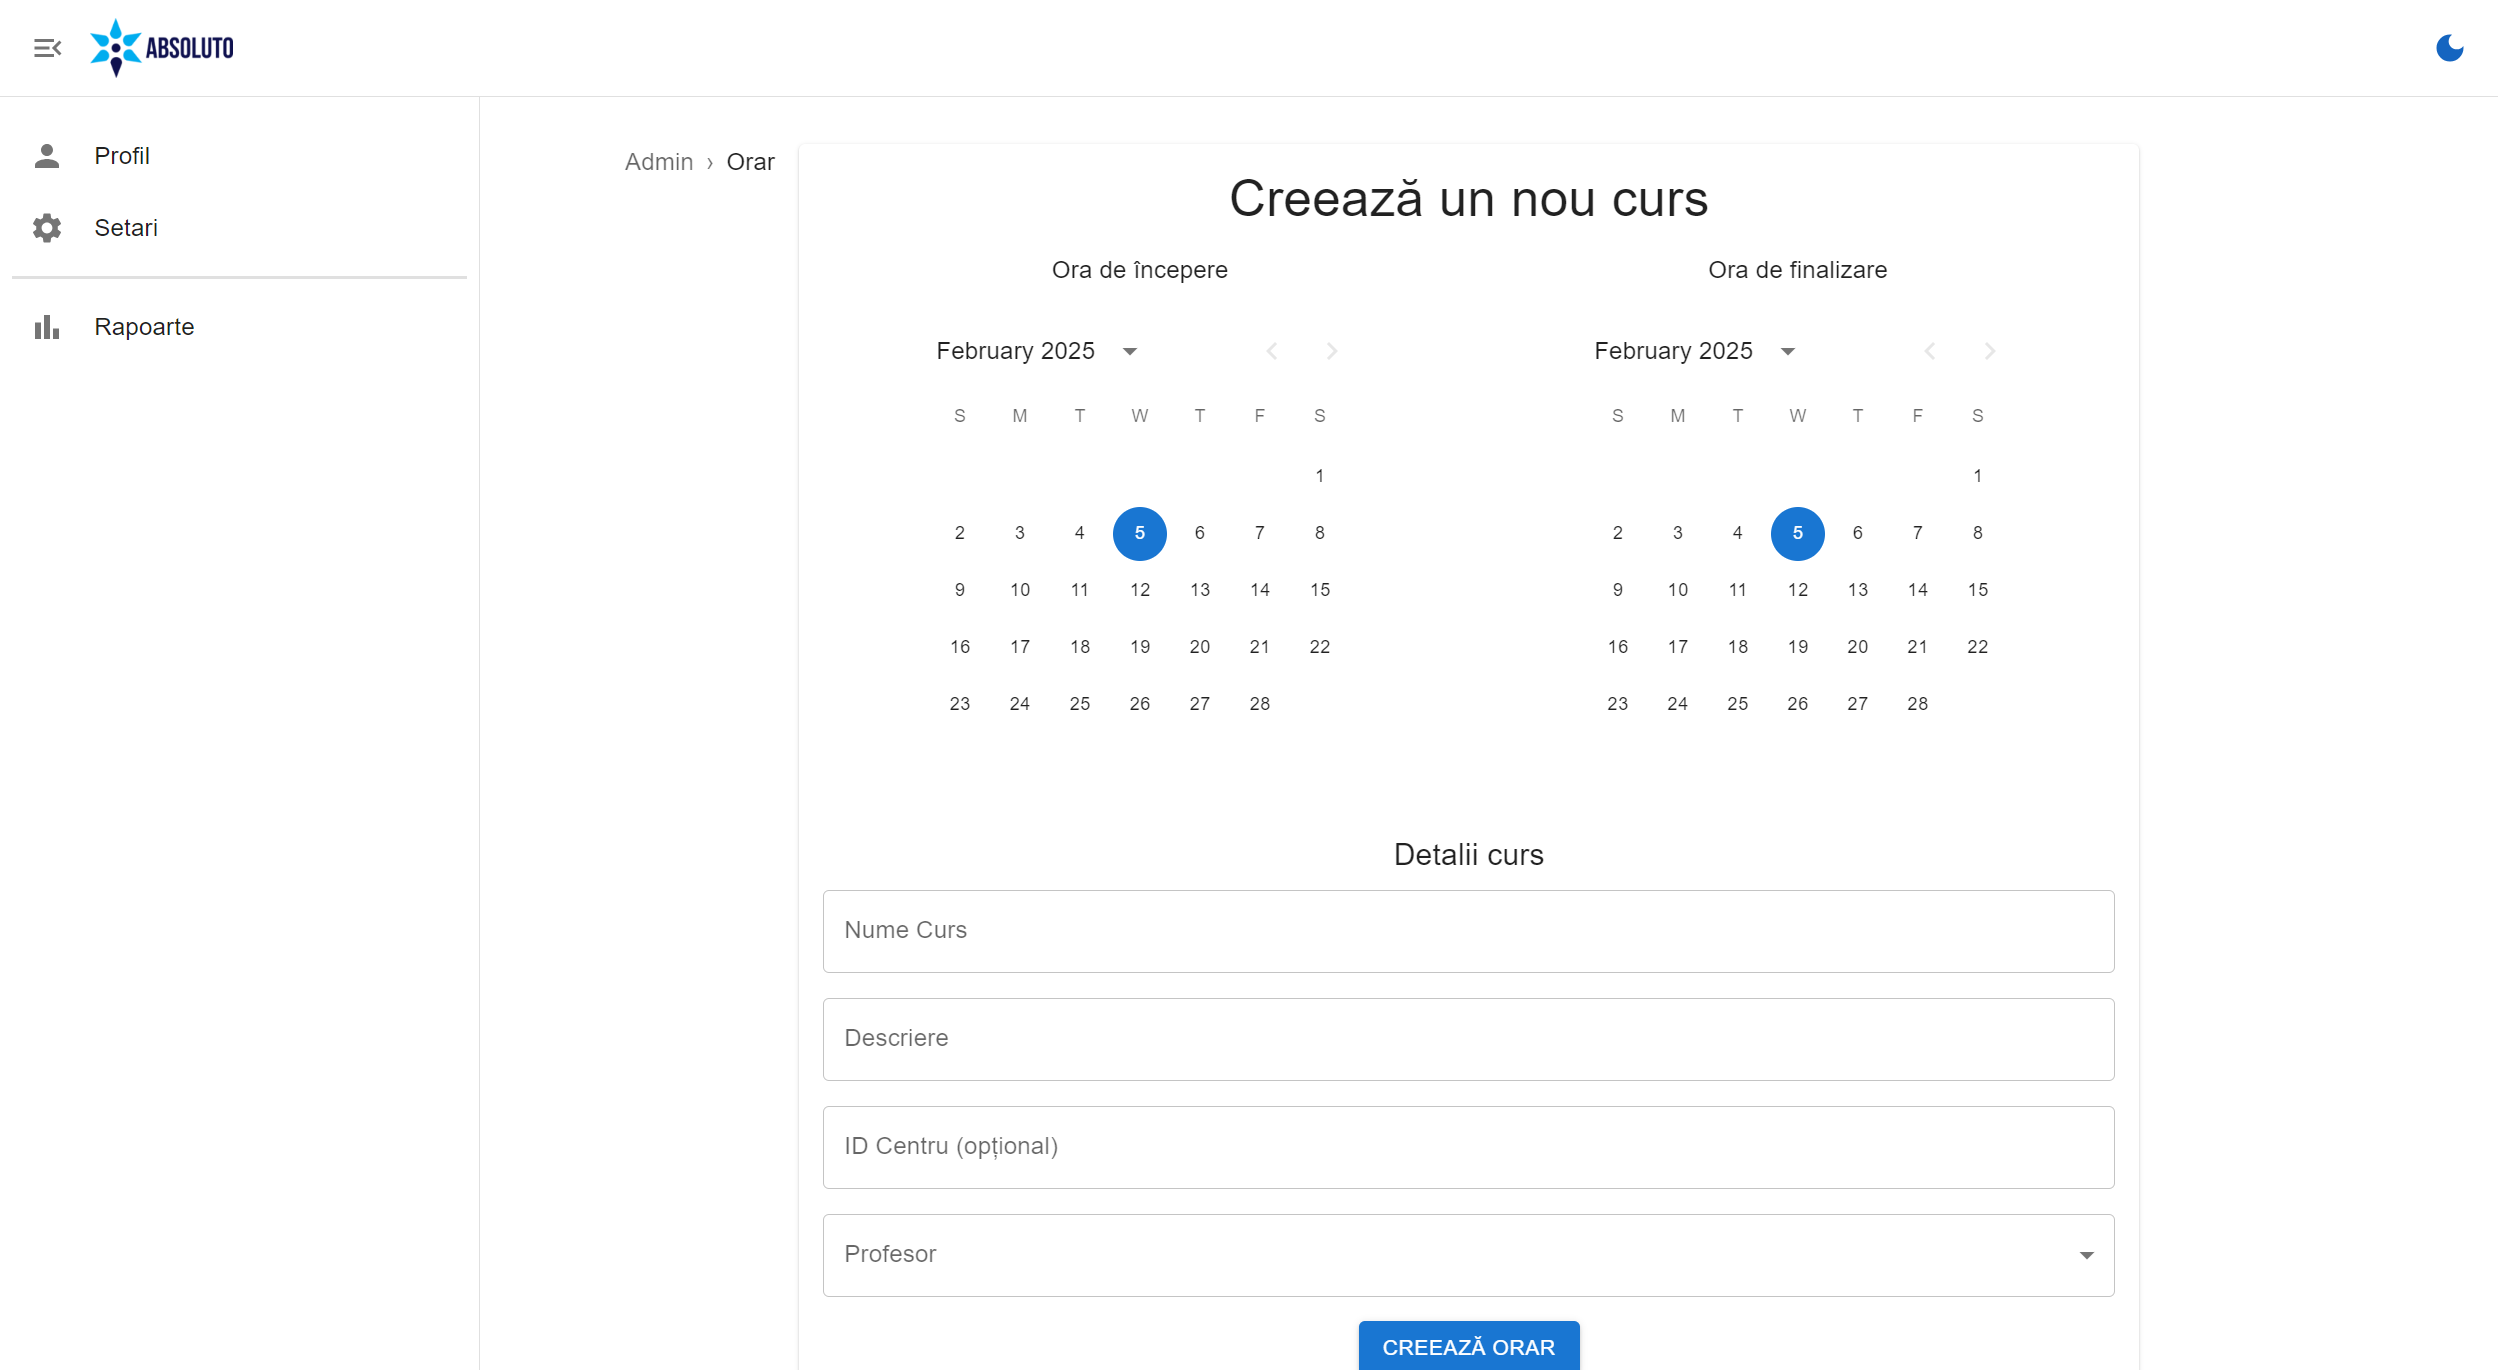 ABSOLUTO
Profil
Setari
Rapoarte
Admin › Orar
Creează un nou curs
Ora de începere
February 2025
S M T W T F S
1
2 3 4 5 6 7 8
9 10 11 12 13 14 15
16 17 18 19 20 21 22
23 24 25 26 27 28
Ora de finalizare
February 2025
S M T W T F S
1
2 3 4 5 6 7 8
9 10 11 12 13 14 15
16 17 18 19 20 21 22
23 24 25 26 27 28
Detalii curs
Nume Curs
Descriere
ID Centru (opțional)
Profesor
CREEAZĂ ORAR